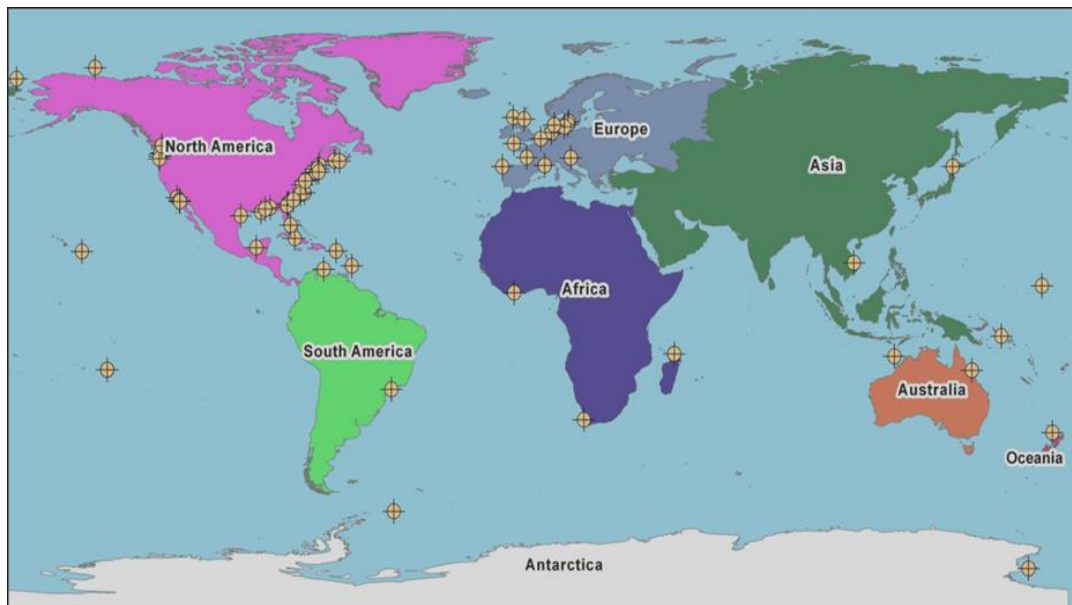 North America
Europe
Asia
Africa
South America
Australia
Oceania
Antarctica